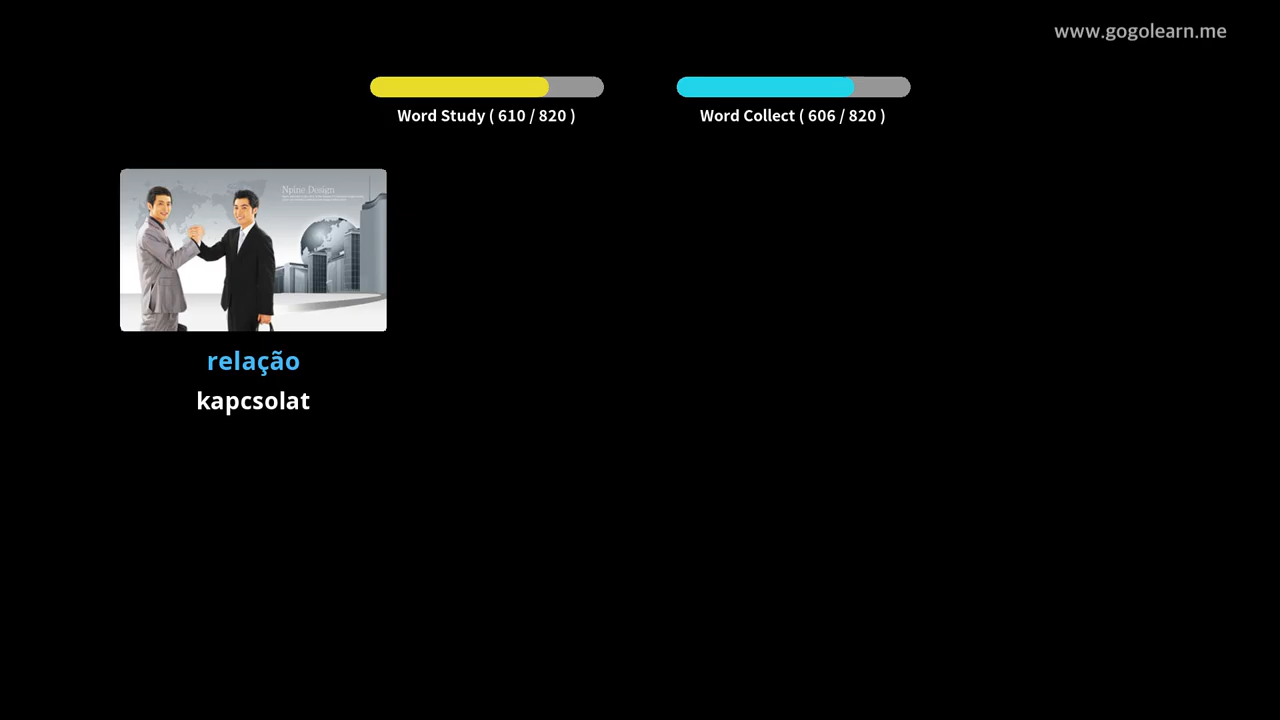 www.gogolearn.me
Word Study ( 610 / 820 )
Word Collect ( 606 / 820 )
Npine Design
relação
kapcsolat